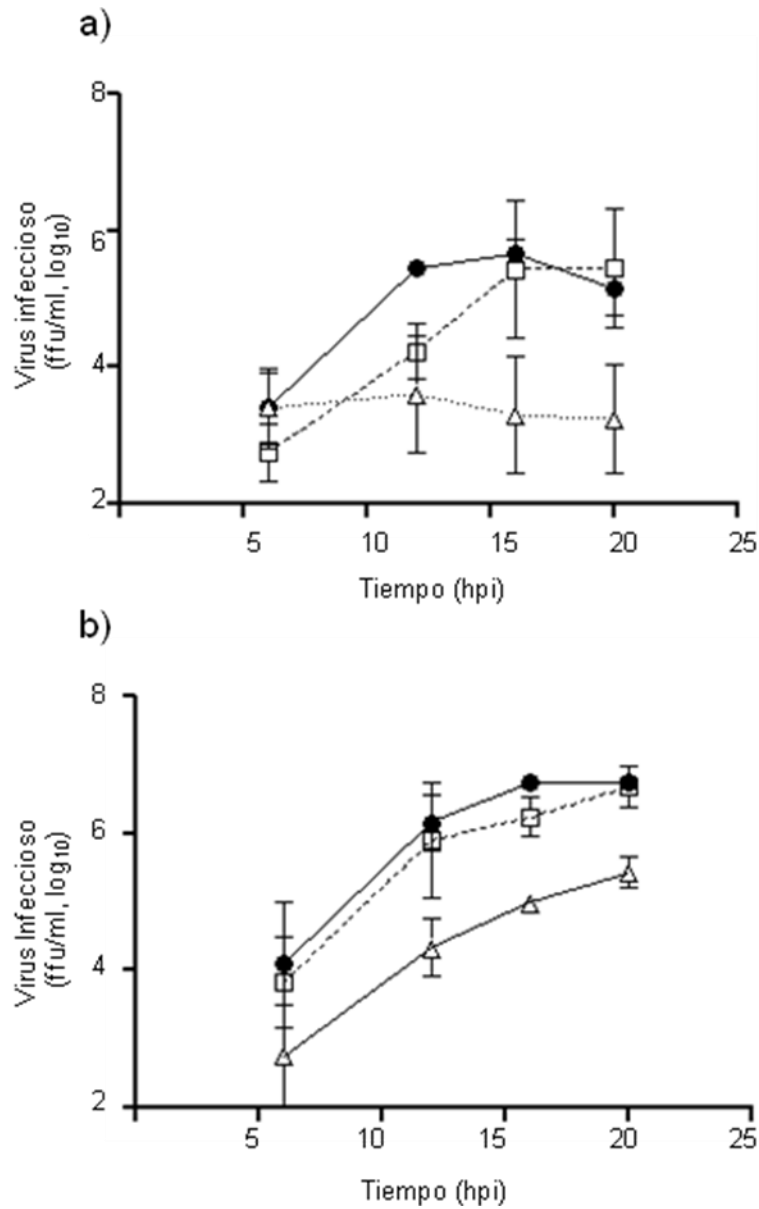 a)
8
6
4
2
Virus infeccioso
(ffu/ml, log10)
5 10 15 20 25
Tiempo (hpi)
b)
8
6
4
2
Virus Infeccioso
(ffu/ml, log10)
5 10 15 20 25
Tiempo (hpi)